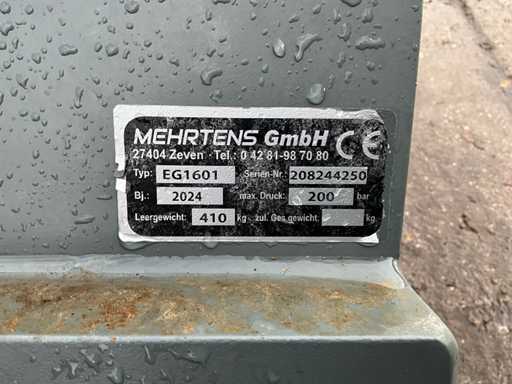 MEHRTENS GmbH CE
27404 Zeven · Tel.: 0 42 81-98 70 80
Typ: EG1601 Serien-Nr.: 208244250
Bj.: 2024 max. Druck: 200 bar
Leergewicht: 410 kg zul. Ges gewicht: kg